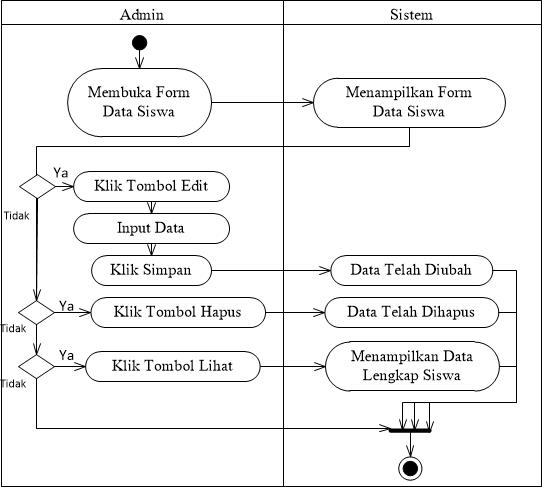 Admin
Sistem
Membuka Form
Data Siswa
Menampilkan Form
Data Siswa
Ya
Klik Tombol Edit
Tidak
Input Data
Klik Simpan
Data Telah Diubah
Ya
Klik Tombol Hapus
Data Telah Dihapus
Tidak
Ya
Klik Tombol Lihat
Menampilkan Data
Lengkap Siswa
Tidak